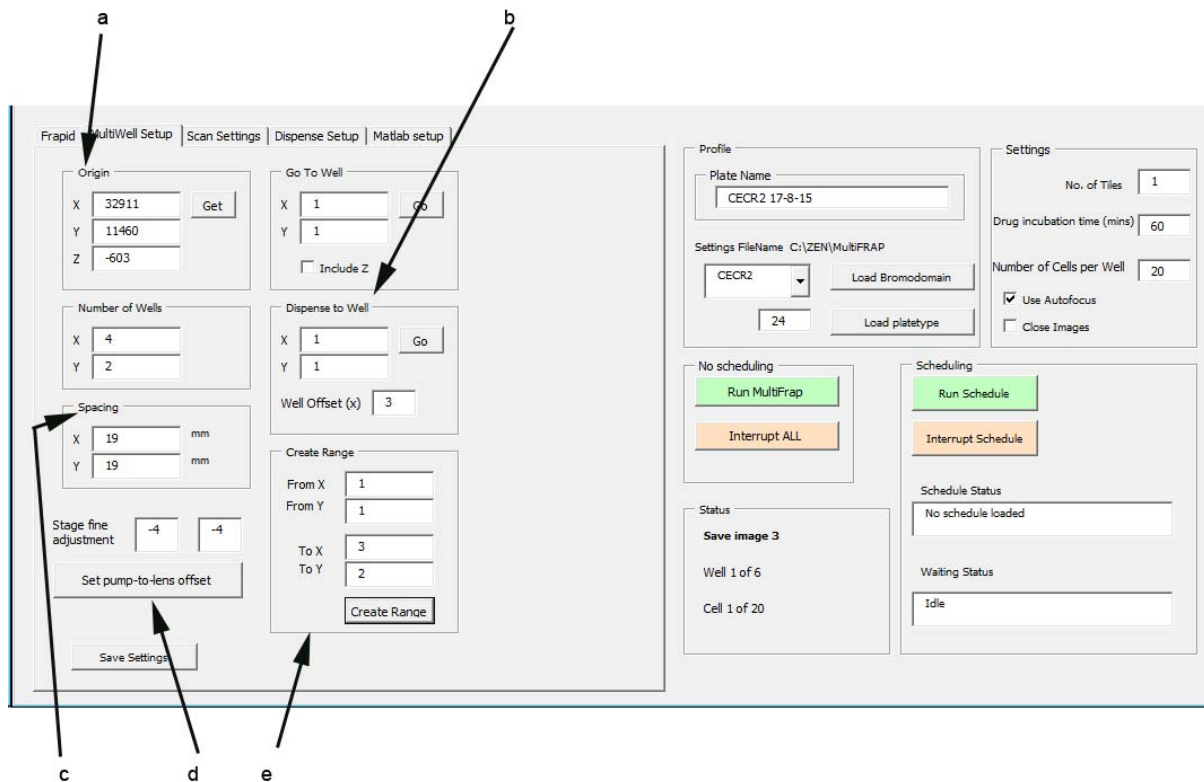 a
b
Frapid
MultiWell Setup
Scan Settings
Dispense Setup
Matlab setup
Origin
X 32911 Get
Y 11460
Z -603
Number of Wells
X 4
Y 2
Spacing
X 19 mm
Y 19 mm
Stage fine
adjustment -4 -4
Set pump-to-lens offset
Save Settings
Go To Well
X 1 Go
Y 1
Include Z
Dispense to Well
X 1 Go
Y 1
Well Offset (x) 3
Create Range
From X 1
From Y 1
To X 3
To Y 2
Create Range
Profile
Plate Name
CECR2 17-8-15
Settings FileName C:\ZEN\MultiFRAP
CECR2 Load Bromodomain
24 Load platetype
Settings
No. of Tiles 1
Drug incubation time (mins) 60
Number of Cells per Well 20
Use Autofocus
Close Images
No scheduling
Run MultiFrap
Interrupt ALL
Status
Save image 3
Well 1 of 6
Cell 1 of 20
Scheduling
Run Schedule
Interrupt Schedule
Schedule Status
No schedule loaded
Waiting Status
Idle
c
d
e